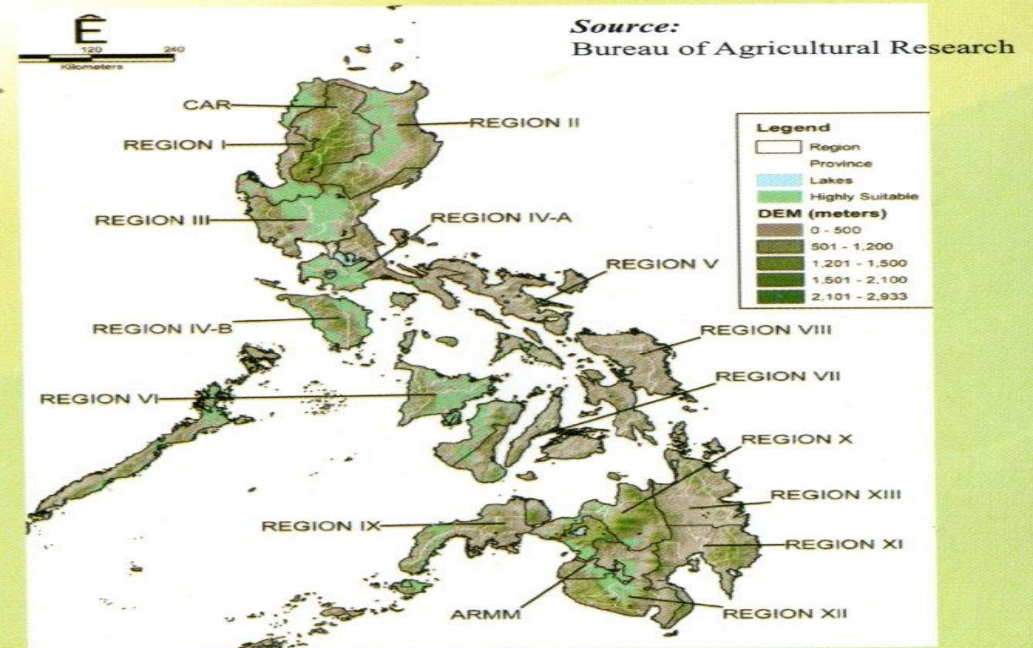 Ê
120 240
Kilometers
Source:
Bureau of Agricultural Research
CAR
REGION I
REGION II
REGION III
REGION IV-A
REGION V
REGION IV-B
REGION VIII
REGION VI
REGION VII
REGION X
REGION XIII
REGION IX
REGION XI
ARMM
REGION XII
Legend
Region
Province
Lakes
Highly Suitable
DEM (meters)
0 - 500
501 - 1,200
1,201 - 1,500
1,501 - 2,100
2,101 - 2,933